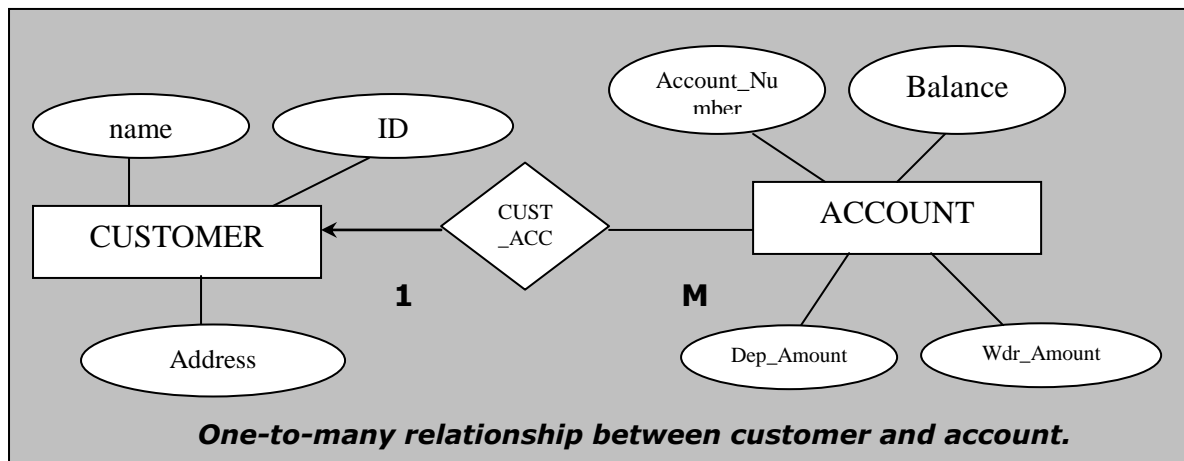 name
ID
CUSTOMER
Address
1
CUST
_ACC
M
Account_Nu
mber
Balance
ACCOUNT
Dep_Amount
Wdr_Amount
One-to-many relationship between customer and account.